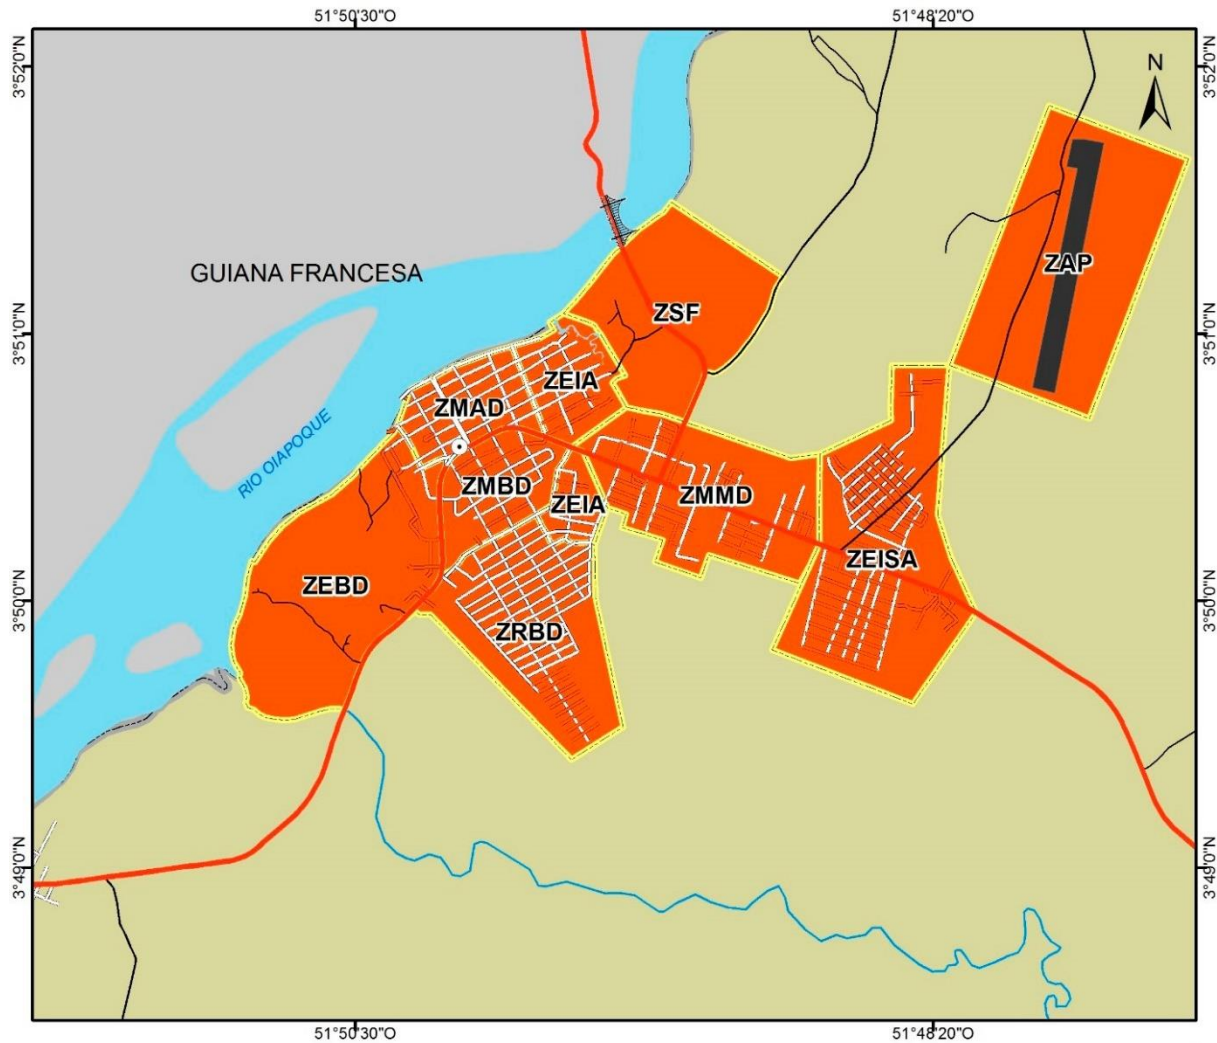 51°50'30"O
51°48'20"O
3°52'0"N
3°52'0"N
N
ZAP
GUIANA FRANCESA
ZSF
3°51'0"N
3°51'0"N
ZEIA
ZMAD
RIO OIAPOQUE
ZMBD
ZEIA
ZMMD
ZEISA
ZEBD
3°50'0"N
3°50'0"N
ZRBD
3°49'0"N
3°49'0"N
51°50'30"O
51°48'20"O